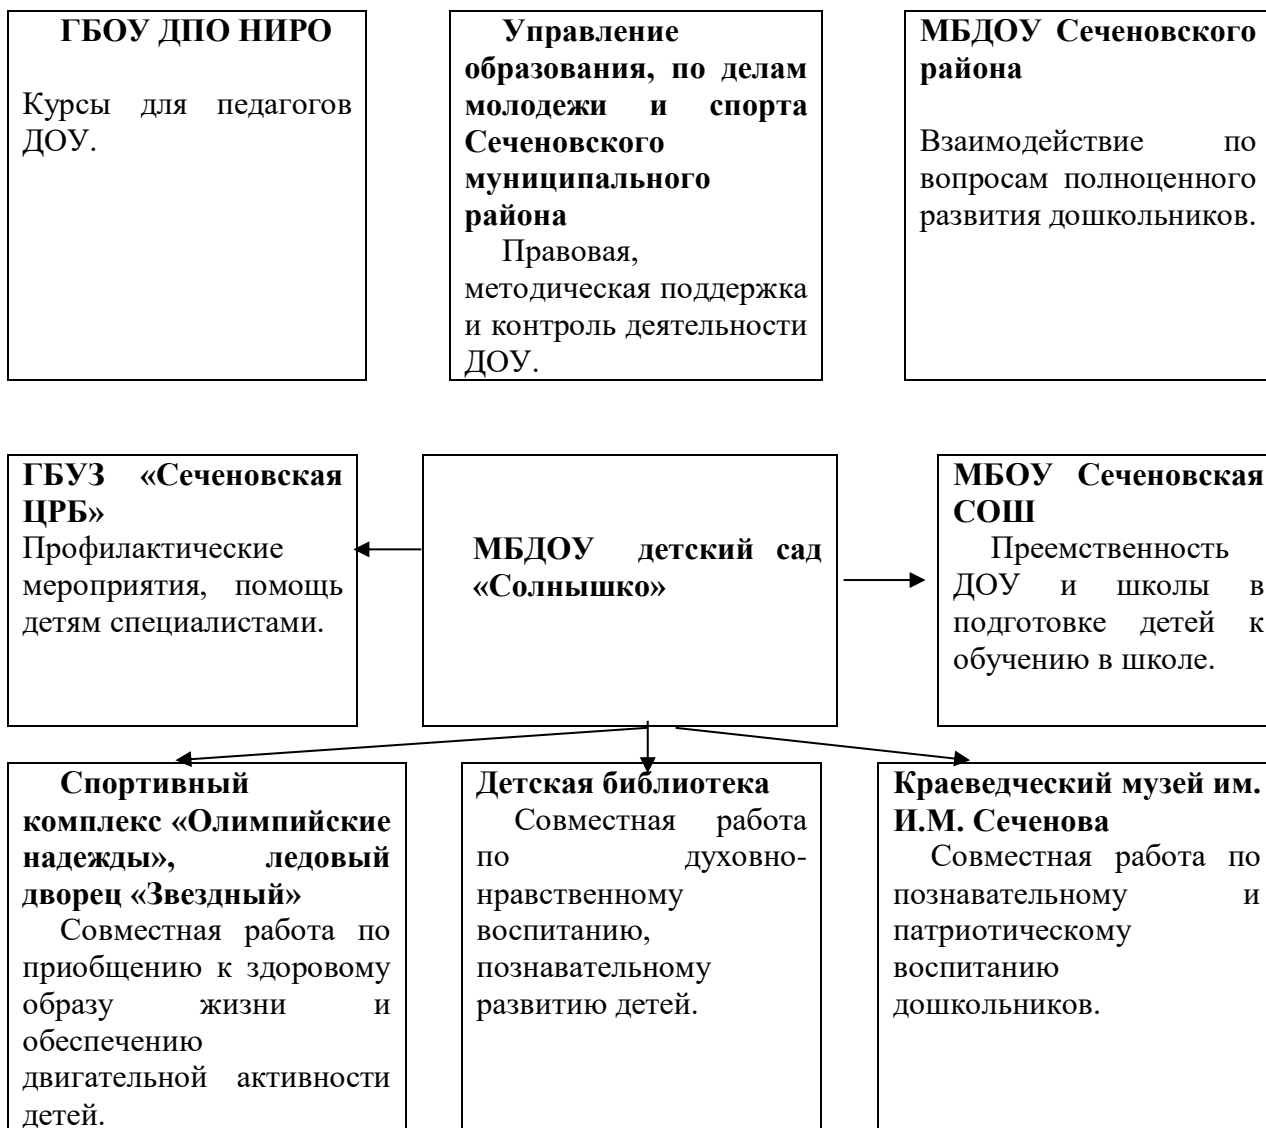 ГБОУ ДПО НИРО
Курсы для педагогов
ДОУ.
Управление
образования, по делам
молодежи и спорта
Сеченовского
муниципального
района
Правовая,
методическая поддержка
и контроль деятельности
ДОУ.
МБДОУ Сеченовского
района
Взаимодействие по
вопросам полноценного
развития дошкольников.
ГБУЗ «Сеченовская
ЦРБ»
Профилактические
мероприятия, помощь
детям специалистами.
МБДОУ детский сад
«Солнышко»
МБОУ Сеченовская
СОШ
Преемственность
ДОУ и школы в
подготовке детей к
обучению в школе.
Спортивный
комплекс «Олимпийские
надежды», ледовый
дворец «Звездный»
Совместная работа по
приобщению к здоровому
образу жизни и
обеспечению
двигательной активности
детей.
Детская библиотека
Совместная работа
по духовно-
нравственному
воспитанию,
познавательному
развитию детей.
Краеведческий музей им.
И.М. Сеченова
Совместная работа по
познавательному и
патриотическому
воспитанию
дошкольников.